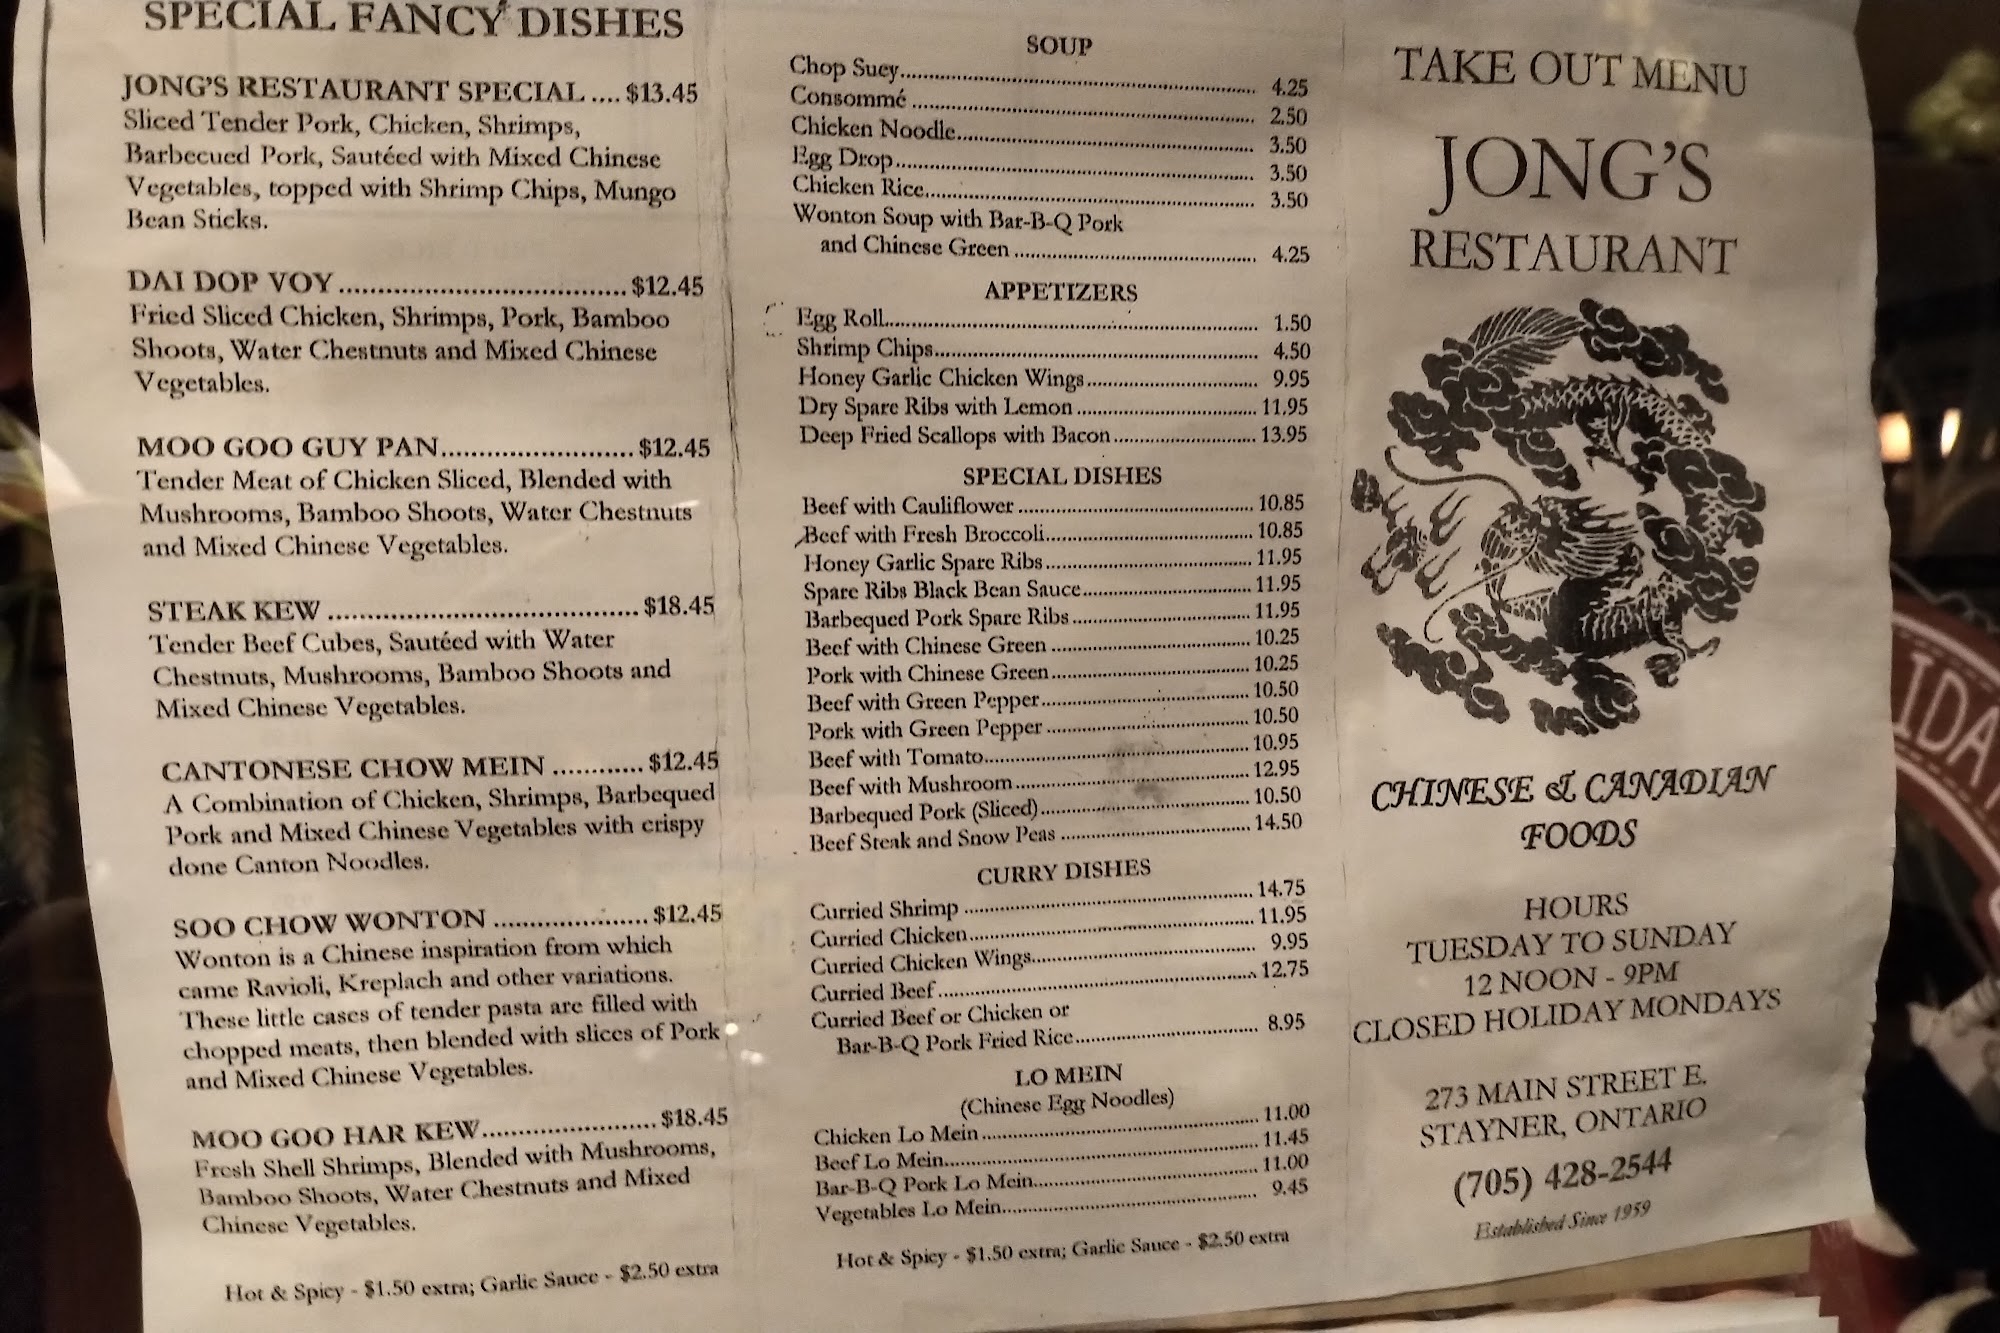 SPECIAL FANCY DISHES
JONG'S RESTAURANT SPECIAL .... $13.45
Sliced Tender Pork, Chicken, Shrimps,
Barbecued Pork, Sautéed with Mixed Chinese
Vegetables, topped with Shrimp Chips, Mungo
Bean Sticks.
DAI DOP VOY .................................... $12.45
Fried Sliced Chicken, Shrimps, Pork, Bamboo
Shoots, Water Chestnuts and Mixed Chinese
Vegetables.
MOO GOO GUY PAN......................... $12.45
Tender Meat of Chicken Sliced, Blended with
Mushrooms, Bamboo Shoots, Water Chestnuts
and Mixed Chinese Vegetables.
STEAK KEW ....................................... $18.45
Tender Beef Cubes, Sautéed with Water
Chestnuts, Mushrooms, Bamboo Shoots and
Mixed Chinese Vegetables.
CANTONESE CHOW MEIN ............ $12.45
A Combination of Chicken, Shrimps, Barbequed
Pork and Mixed Chinese Vegetables with crispy
done Canton Noodles.
SOO CHOW WONTON .................... $12.45
Wonton is a Chinese inspiration from which
came Ravioli, Kreplach and other variations.
These little cases of tender pasta are filled with
chopped meats, then blended with slices of Pork
and Mixed Chinese Vegetables.
MOO GOO HAR KEW....................... $18.45
Fresh Shell Shrimps, Blended with Mushrooms,
Bamboo Shoots, Water Chestnuts and Mixed
Chinese Vegetables.
Hot & Spicy - $1.50 extra; Garlic Sauce - $2.50 extra
SOUP
Chop Suey.................................................. 4.25
Consommé .................................................. 2.50
Chicken Noodle.................................................. 3.50
Egg Drop.................................................. 3.50
Chicken Rice.................................................. 3.50
Wonton Soup with Bar-B-Q Pork
and Chinese Green .................................................. 4.25
APPETIZERS
Egg Roll.................................................. 1.50
Shrimp Chips.................................................. 4.50
Honey Garlic Chicken Wings.................................... 9.95
Dry Spare Ribs with Lemon .................................... 11.95
Deep Fried Scallops with Bacon ............................ 13.95
SPECIAL DISHES
Beef with Cauliflower .................................................. 10.85
Beef with Fresh Broccoli.................................................. 10.85
Honey Garlic Spare Ribs.................................................. 11.95
Spare Ribs Black Bean Sauce.................................... 11.95
Barbequed Pork Spare Ribs .................................... 11.95
Beef with Chinese Green .................................... 10.25
Pork with Chinese Green.................................... 10.25
Beef with Green Pepper.................................... 10.50
Pork with Green Pepper .................................... 10.50
Beef with Tomato.................................................. 10.95
Beef with Mushroom.................................................. 12.95
Barbequed Pork (Sliced).................................... 10.50
Beef Steak and Snow Peas .................................... 14.50
CURRY DISHES
Curried Shrimp .................................................. 14.75
Curried Chicken.................................................. 11.95
Curried Chicken Wings.................................................. 9.95
Curried Beef .................................................. 12.75
Curried Beef or Chicken or
Bar-B-Q Pork Fried Rice.................................... 8.95
LO MEIN
(Chinese Egg Noodles)
Chicken Lo Mein .................................................. 11.00
Beef Lo Mein.................................................. 11.45
Bar-B-Q Pork Lo Mein.................................... 11.00
Vegetables Lo Mein.................................................. 9.45
Hot & Spicy - $1.50 extra; Garlic Sauce - $2.50 extra
TAKE OUT MENU
JONG'S
RESTAURANT
CHINESE & CANADIAN
FOODS
HOURS
TUESDAY TO SUNDAY
12 NOON - 9PM
CLOSED HOLIDAY MONDAYS
273 MAIN STREET E.
STAYNER, ONTARIO
(705) 428-2544
Established Since 1959